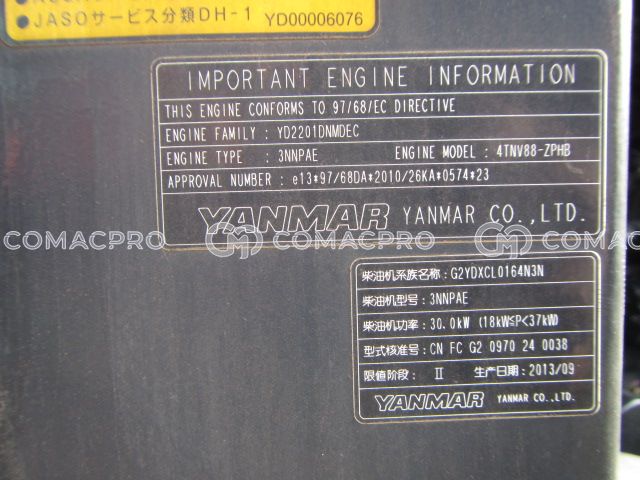 ●JASOサービス分類DH-1 YD00006076
IMPORTANT ENGINE INFORMATION
THIS ENGINE CONFORMS TO 97/68/EC DIRECTIVE
ENGINE FAMILY : YD2201DNMDEC
ENGINE TYPE : 3NNPAE ENGINE MODEL : 4TNV88-ZPHB
APPROVAL NUMBER : e13*97/68DA*2010/26KA*0574*23
YANMAR YANMAR CO.,LTD.
COMACPRO COMACPRO COMACPRO
柴油机系族名称: G2YDXCL0164N3N
柴油机型号: 3NNPAE
柴油机功率: 30.0kW (18kW≦P<37kW)
型式核准号: CN FC G2 0970 24 0038
限值阶段: II 生产日期: 2013/09
YANMAR YANMAR CO.,LTD.